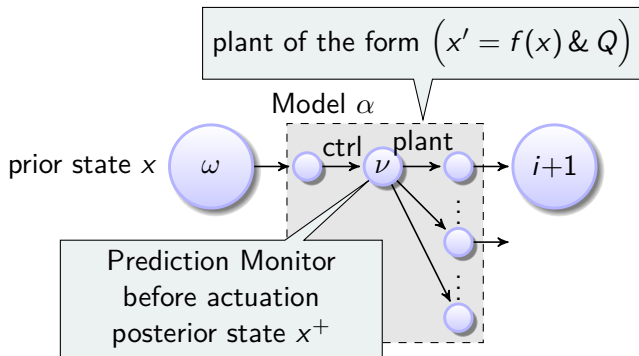 plant of the form (x′ = f(x) & Q)
Model α
ctrl
plant
prior state x
ω
ν
i+1
Prediction Monitor
before actuation
posterior state x⁺